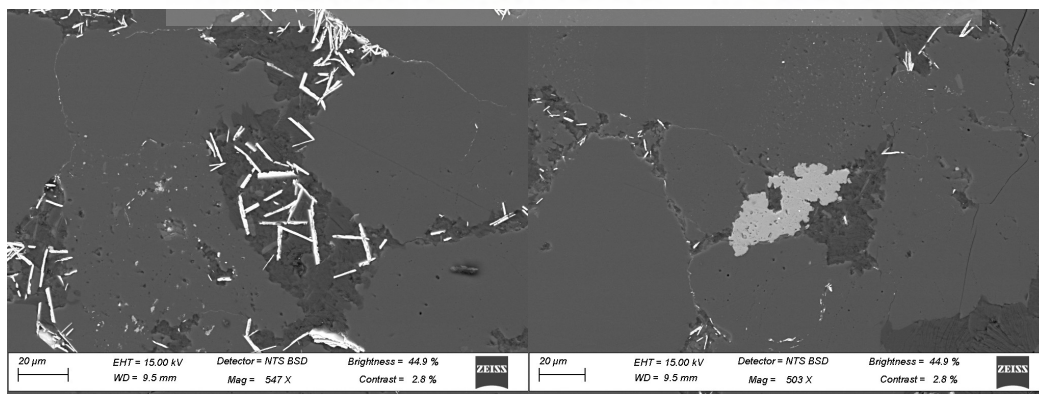 20 µm
EHT = 15.00 kV
Detector = NTS BSD
Brightness = 44.9 %
WD = 9.5 mm
Mag = 547 X
Contrast = 2.8 %
ZEISS
20 µm
EHT = 15.00 kV
Detector = NTS BSD
Brightness = 44.9 %
WD = 9.5 mm
Mag = 503 X
Contrast = 2.8 %
ZEISS